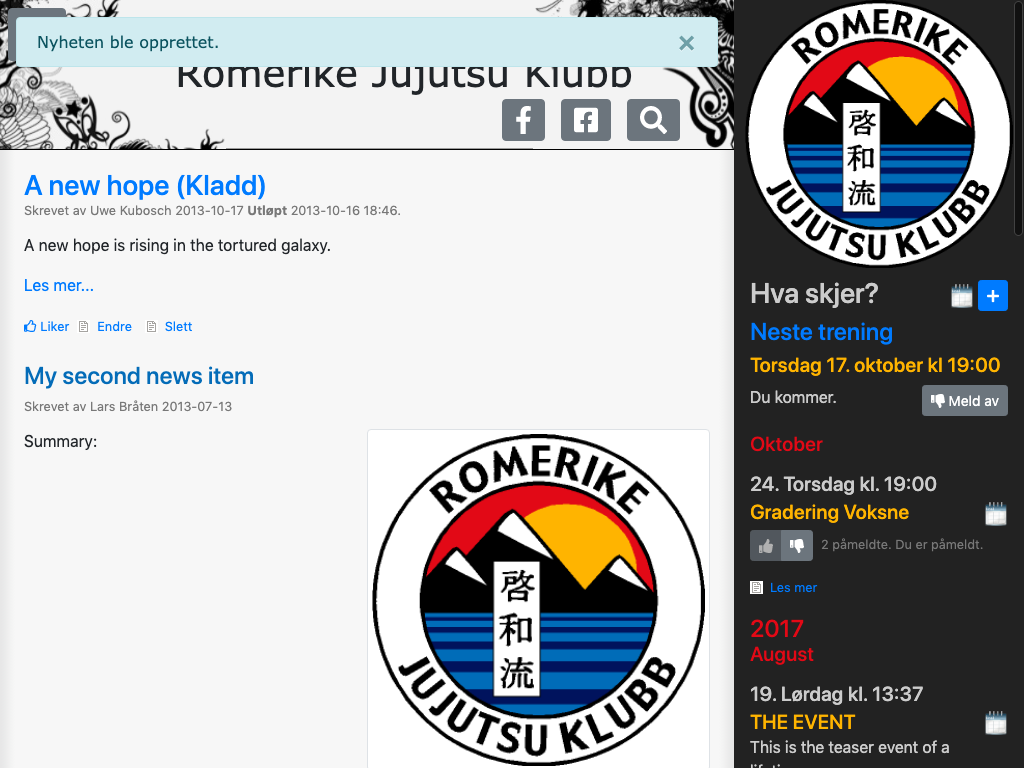 Nyheten ble opprettet.
×
Romerike Jujutsu Klubb
A new hope (Kladd)
Skrevet av Uwe Kubosch 2013-10-17 Utløpt 2013-10-16 18:46.
A new hope is rising in the tortured galaxy.
Les mer...
Liker Endre Slett
My second news item
Skrevet av Lars Bråten 2013-07-13
Summary:
ROMERIKE
啓和流
JUJUTSU KLUBB
ROMERIKE
啓和流
JUJUTSU KLUBB
Hva skjer?
+
Neste trening
Torsdag 17. oktober kl 19:00
Du kommer.
Meld av
Oktober
24. Torsdag kl. 19:00
Gradering Voksne
2 påmeldte. Du er påmeldt.
Les mer
2017
August
19. Lørdag kl. 13:37
THE EVENT
This is the teaser event of a